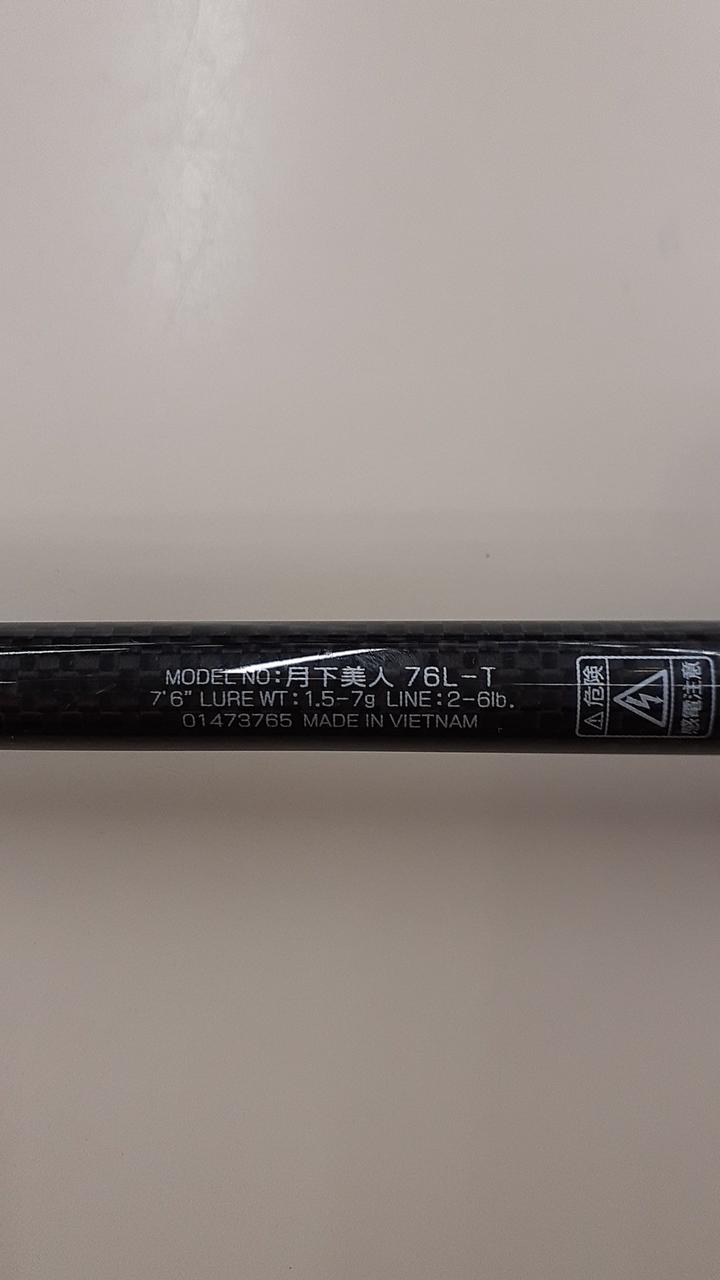 MODEL NO:月下美人 76L-T
7'6" LURE WT:1.5-7g LINE:2-6lb.
01473765 MADE IN VIETNAM
危険
感電注意